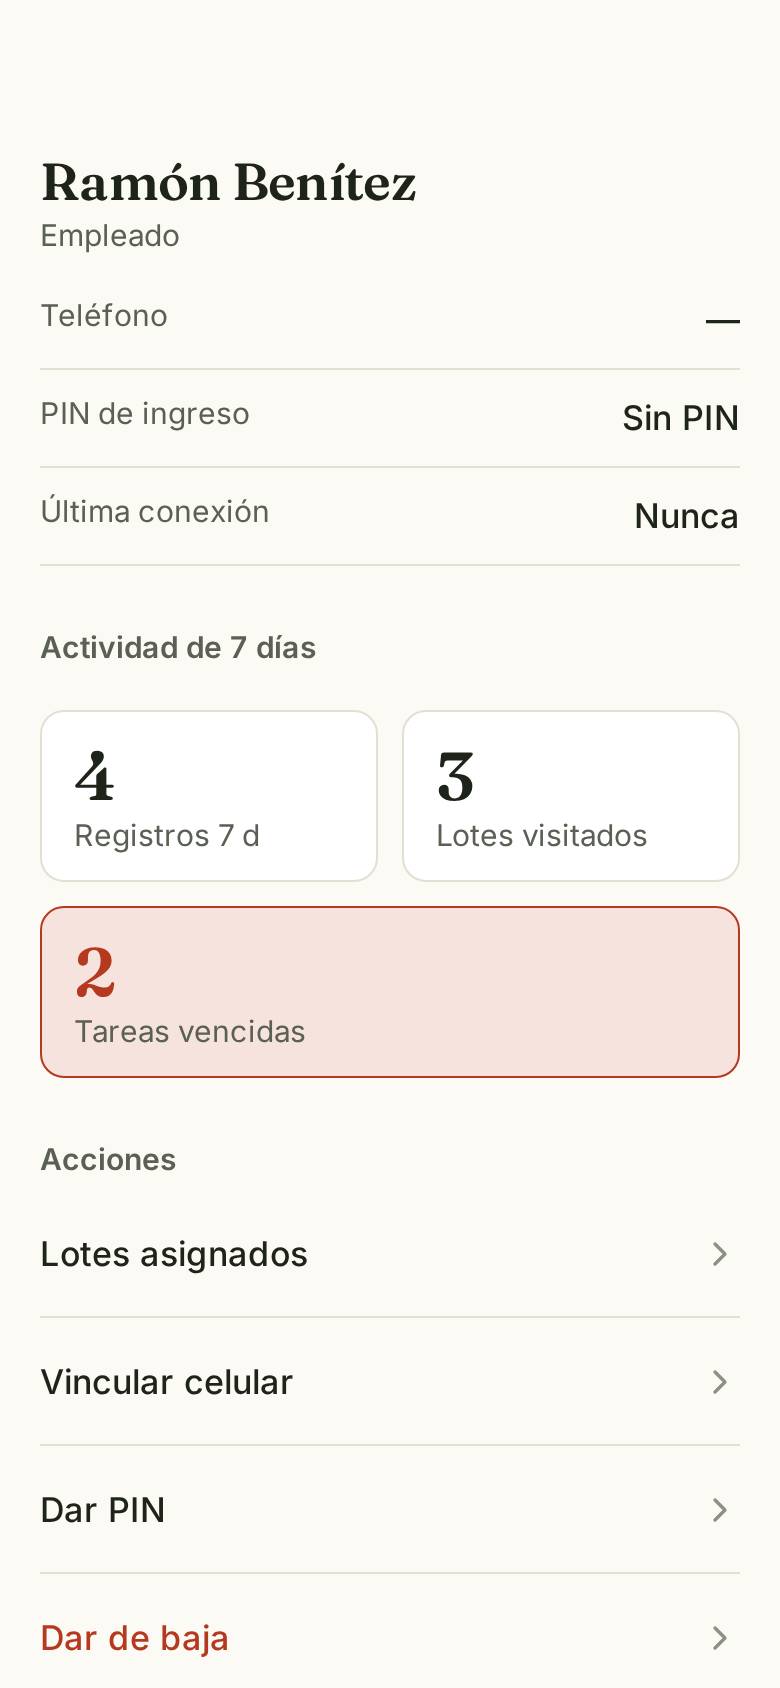 Ramón Benítez
Empleado
Teléfono —
PIN de ingreso Sin PIN
Última conexión Nunca
Actividad de 7 días
4
Registros 7 d
3
Lotes visitados
2
Tareas vencidas
Acciones
Lotes asignados
Vincular celular
Dar PIN
Dar de baja